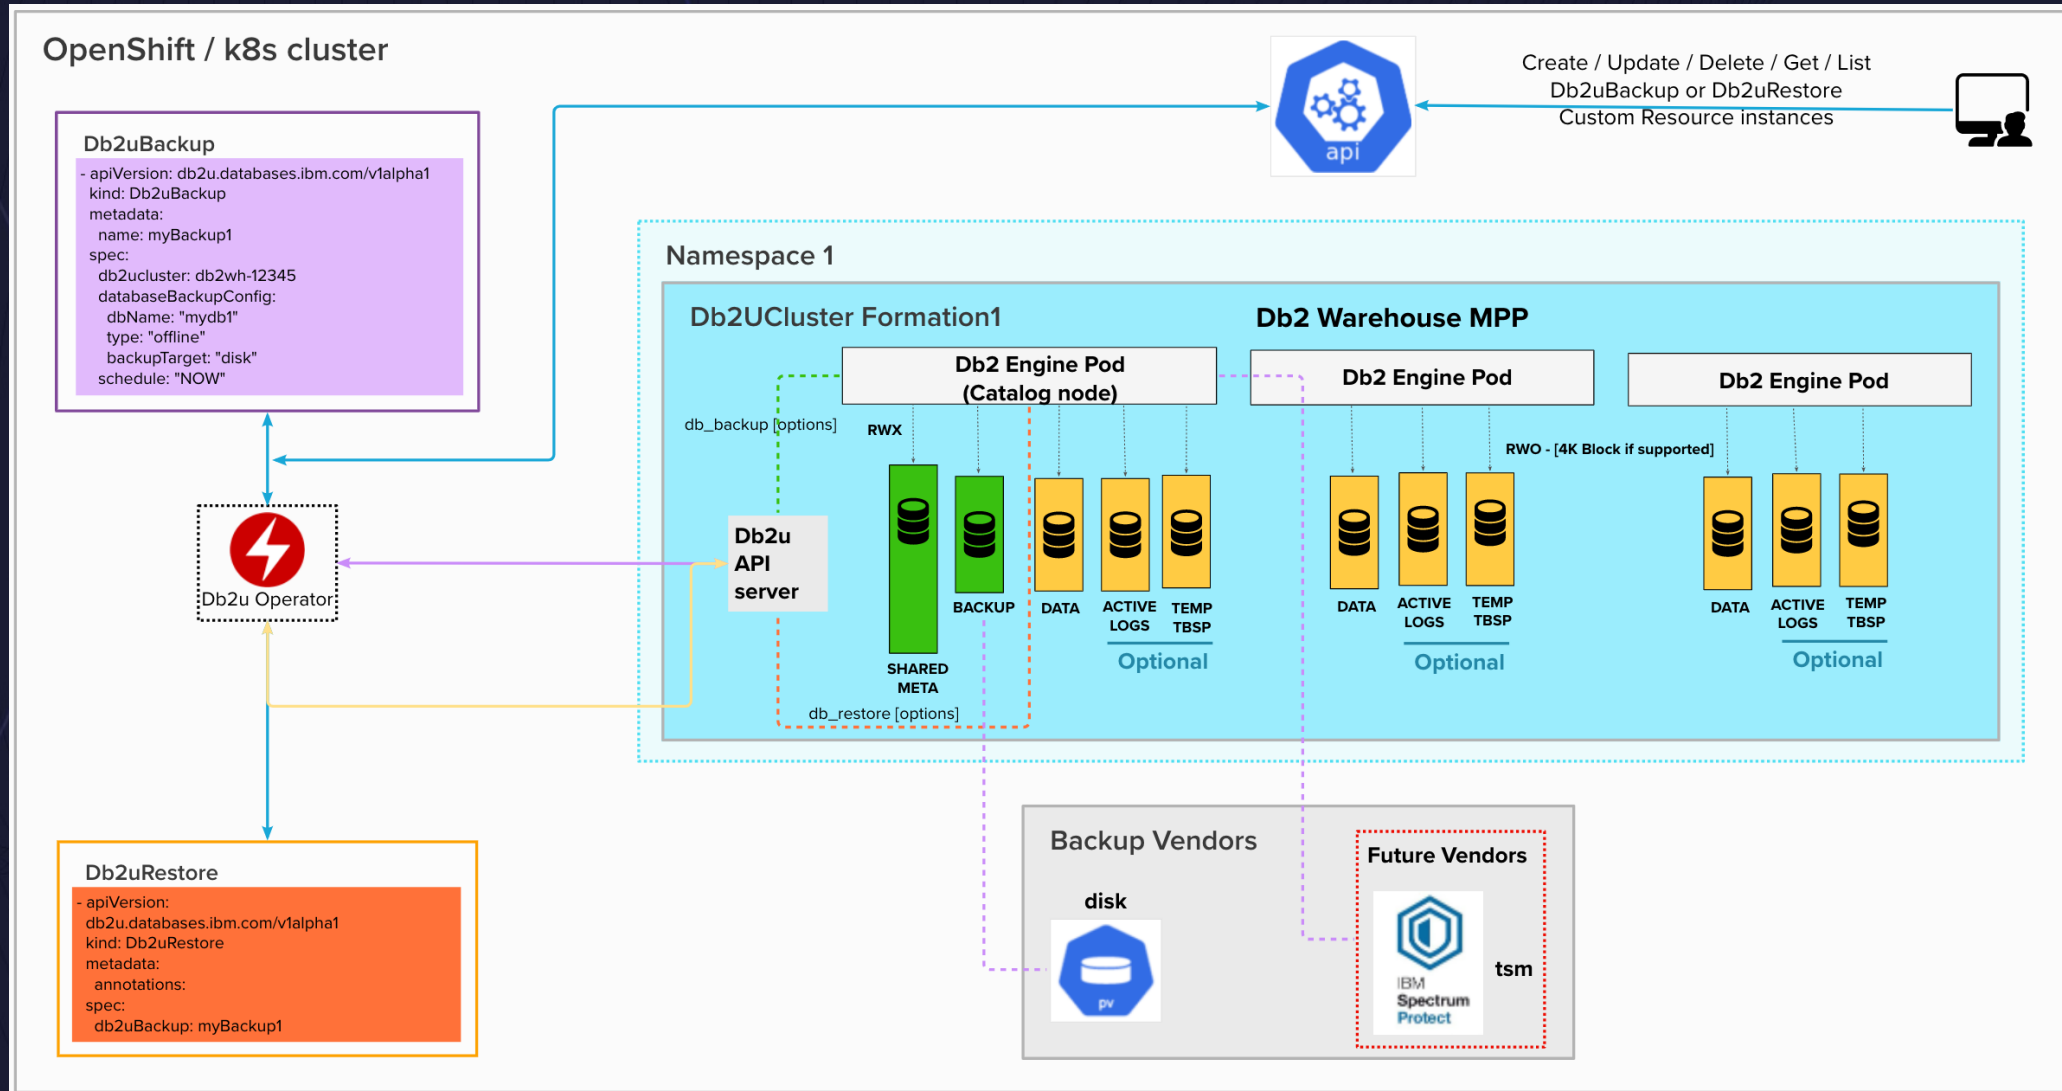 OpenShift / k8s cluster
api
Create / Update / Delete / Get / List
Db2uBackup or Db2uRestore
Custom Resource instances
Db2uBackup
- apiVersion: db2u.databases.ibm.com/v1alpha1
kind: Db2uBackup
metadata:
name: myBackup1
spec:
db2ucluster: db2wh-12345
databaseBackupConfig:
dbName: "mydb1"
type: "offline"
backupTarget: "disk"
schedule: "NOW"
Db2u Operator
Db2uRestore
- apiVersion:
db2u.databases.ibm.com/v1alpha1
kind: Db2uRestore
metadata:
annotations:
spec:
db2uBackup: myBackup1
Namespace 1
Db2UCluster Formation1
Db2 Warehouse MPP
Db2 Engine Pod
(Catalog node)
Db2 Engine Pod
Db2 Engine Pod
db_backup [options]
RWX
RWO - [4K Block if supported]
Db2u
API
server
SHARED
META
BACKUP
DATA
ACTIVE
LOGS
TEMP
TBSP
Optional
DATA
ACTIVE
LOGS
TEMP
TBSP
Optional
DATA
ACTIVE
LOGS
TEMP
TBSP
Optional
db_restore [options]
Backup Vendors
disk
pv
Future Vendors
IBM
Spectrum
Protect
tsm